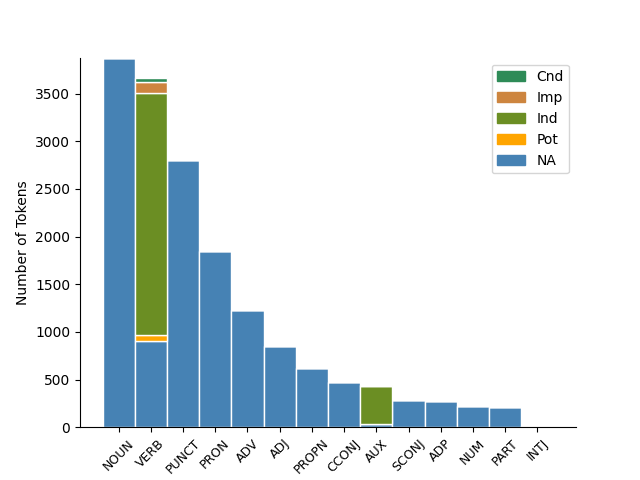 Cnd
Imp
Ind
Pot
NA
Number of Tokens
3500
3000
2500
2000
1500
1000
500
0
NOUN
VERB
PUNCT
PRON
ADV
ADJ
PROPN
CCONJ
AUX
SCONJ
ADP
NUM
PART
INTJ